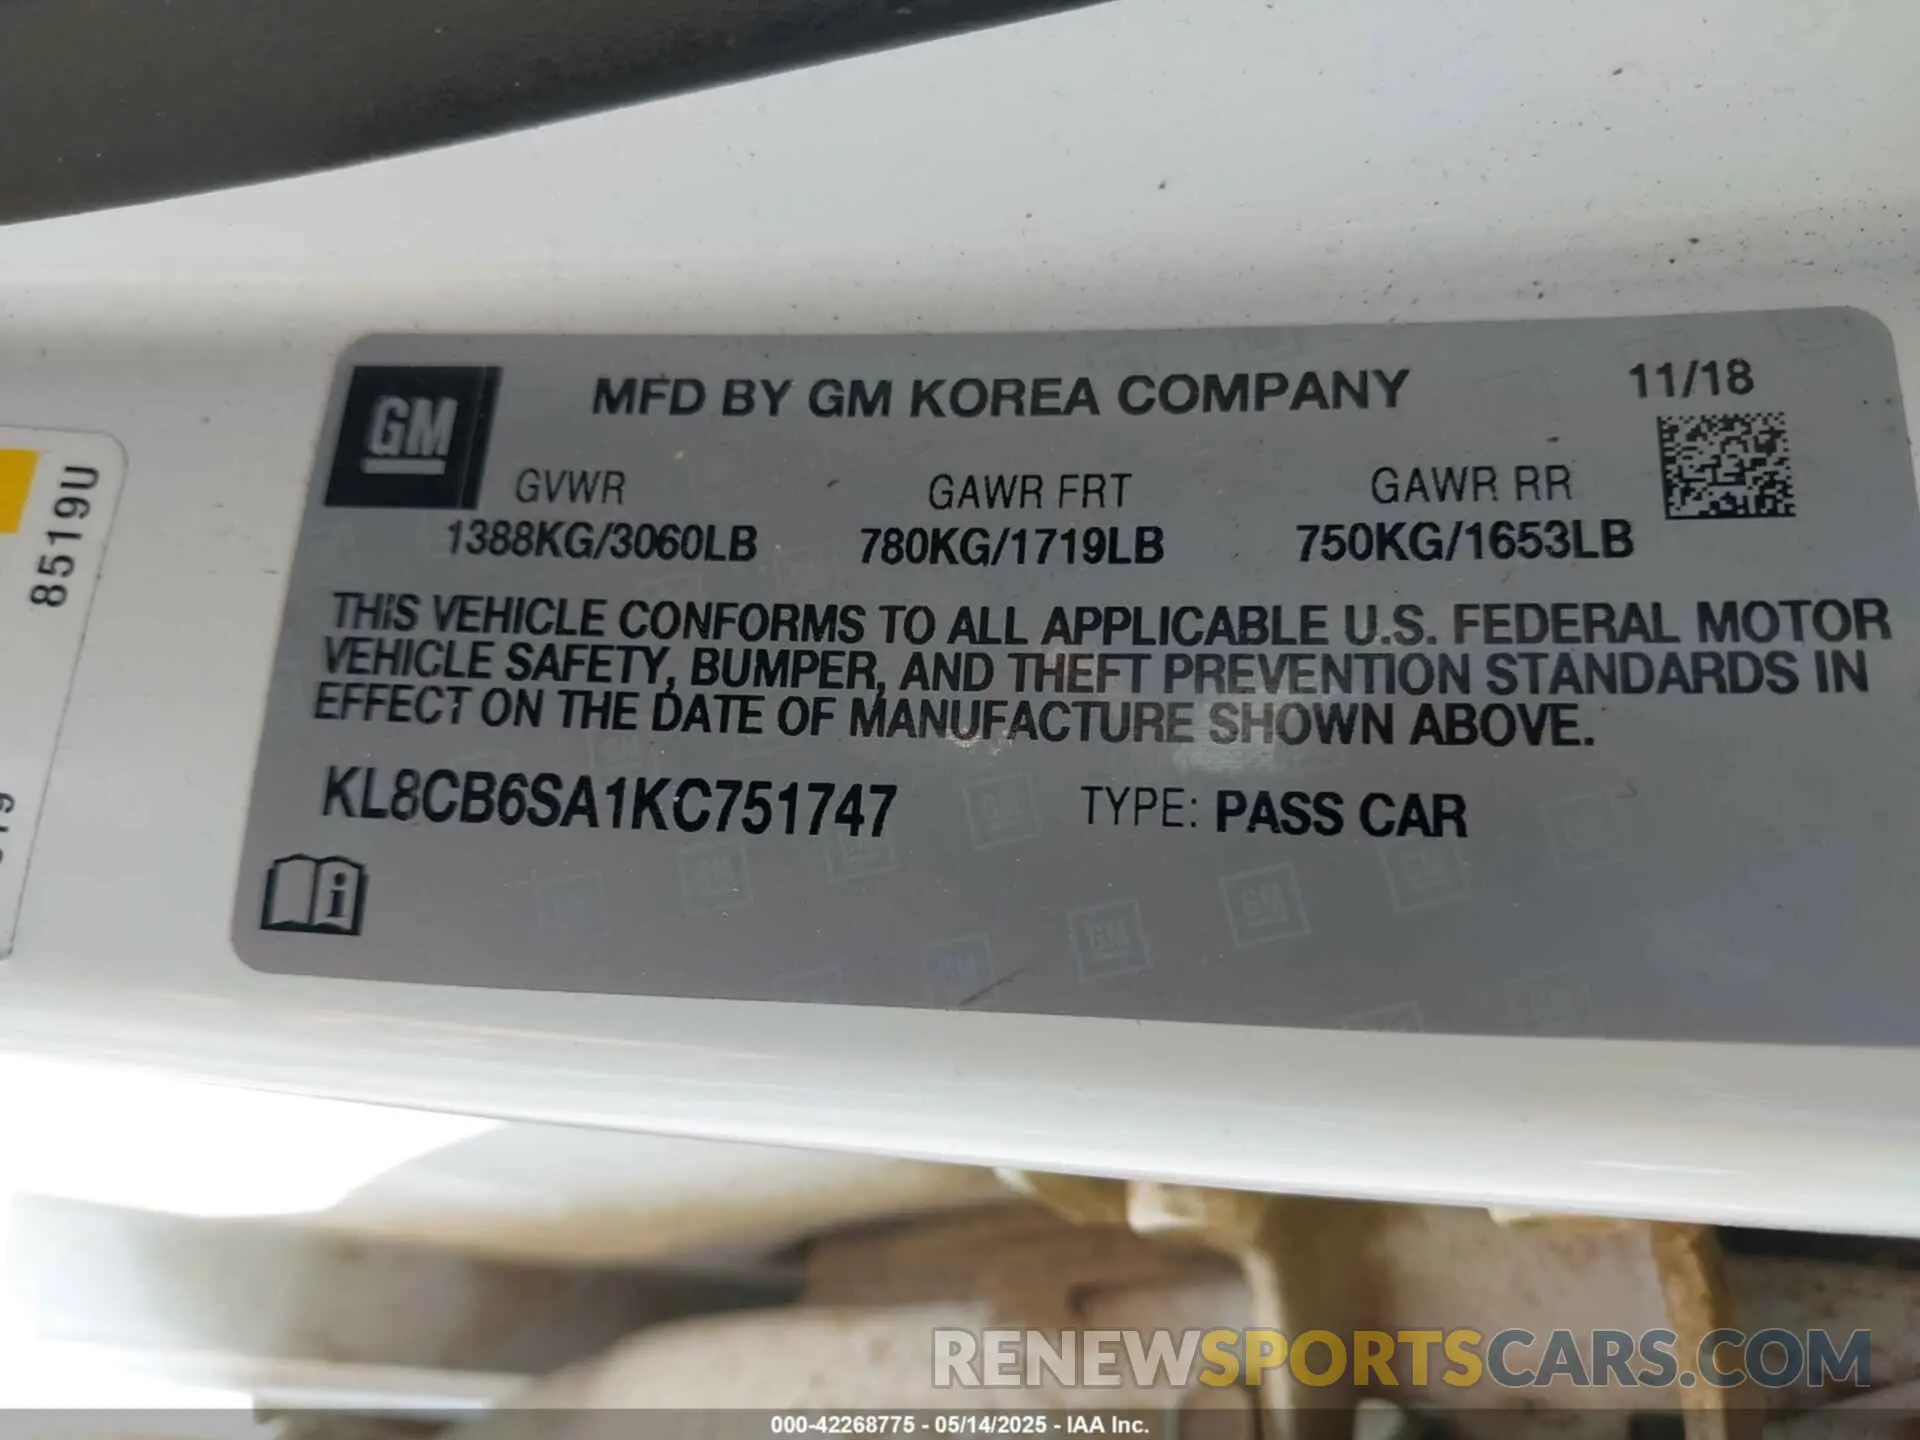 GM
MFD BY GM KOREA COMPANY
11/18
GVWR
GAWR FRT
GAWR RR
1388KG/3060LB
780KG/1719LB
750KG/1653LB
THIS VEHICLE CONFORMS TO ALL APPLICABLE U.S. FEDERAL MOTOR
VEHICLE SAFETY, BUMPER, AND THEFT PREVENTION STANDARDS IN
EFFECT ON THE DATE OF MANUFACTURE SHOWN ABOVE.
KL8CB6SA1KC751747
TYPE: PASS CAR
i
8519U
RENEWSPORTSCARS.COM
000-42268775 - 05/14/2025 - IAA Inc.